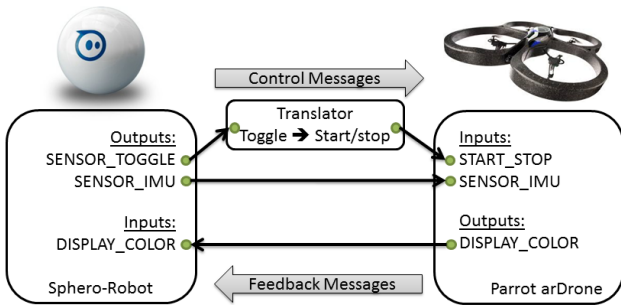 Control Messages
Translator
Toggle ➔ Start/stop
Outputs:
SENSOR_TOGGLE
SENSOR_IMU
Inputs:
DISPLAY_COLOR
Sphero-Robot
Inputs:
START_STOP
SENSOR_IMU
Outputs:
DISPLAY_COLOR
Parrot arDrone
Feedback Messages